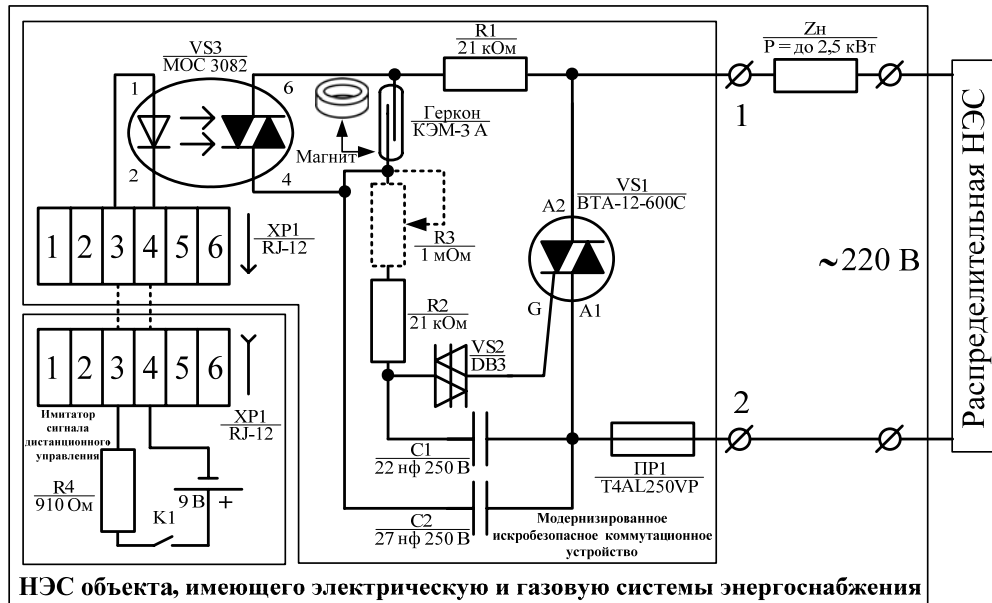 VS3
МОС 3082
1
6
2
4
Магнит
Геркон
КЭМ-3 А
R1
21 кОм
Zн
P = до 2,5 кВт
1
VS1
ВТА-12-600С
A2
G
A1
~220 В
Распределительная НЭС
1 2 3 4 5 6
XP1
RJ-12
R3
1 мОм
R2
21 кОм
VS2
DB3
1 2 3 4 5 6
XP1
RJ-12
Имитатор
сигнала
дистанционного
управления
R4
910 Ом
K1
9 В
+
C1
22 нф 250 В
C2
27 нф 250 В
ПР1
T4AL250VP
2
Модернизированное
искробезопасное коммутационное
устройство
НЭС объекта, имеющего электрическую и газовую системы энергоснабжения